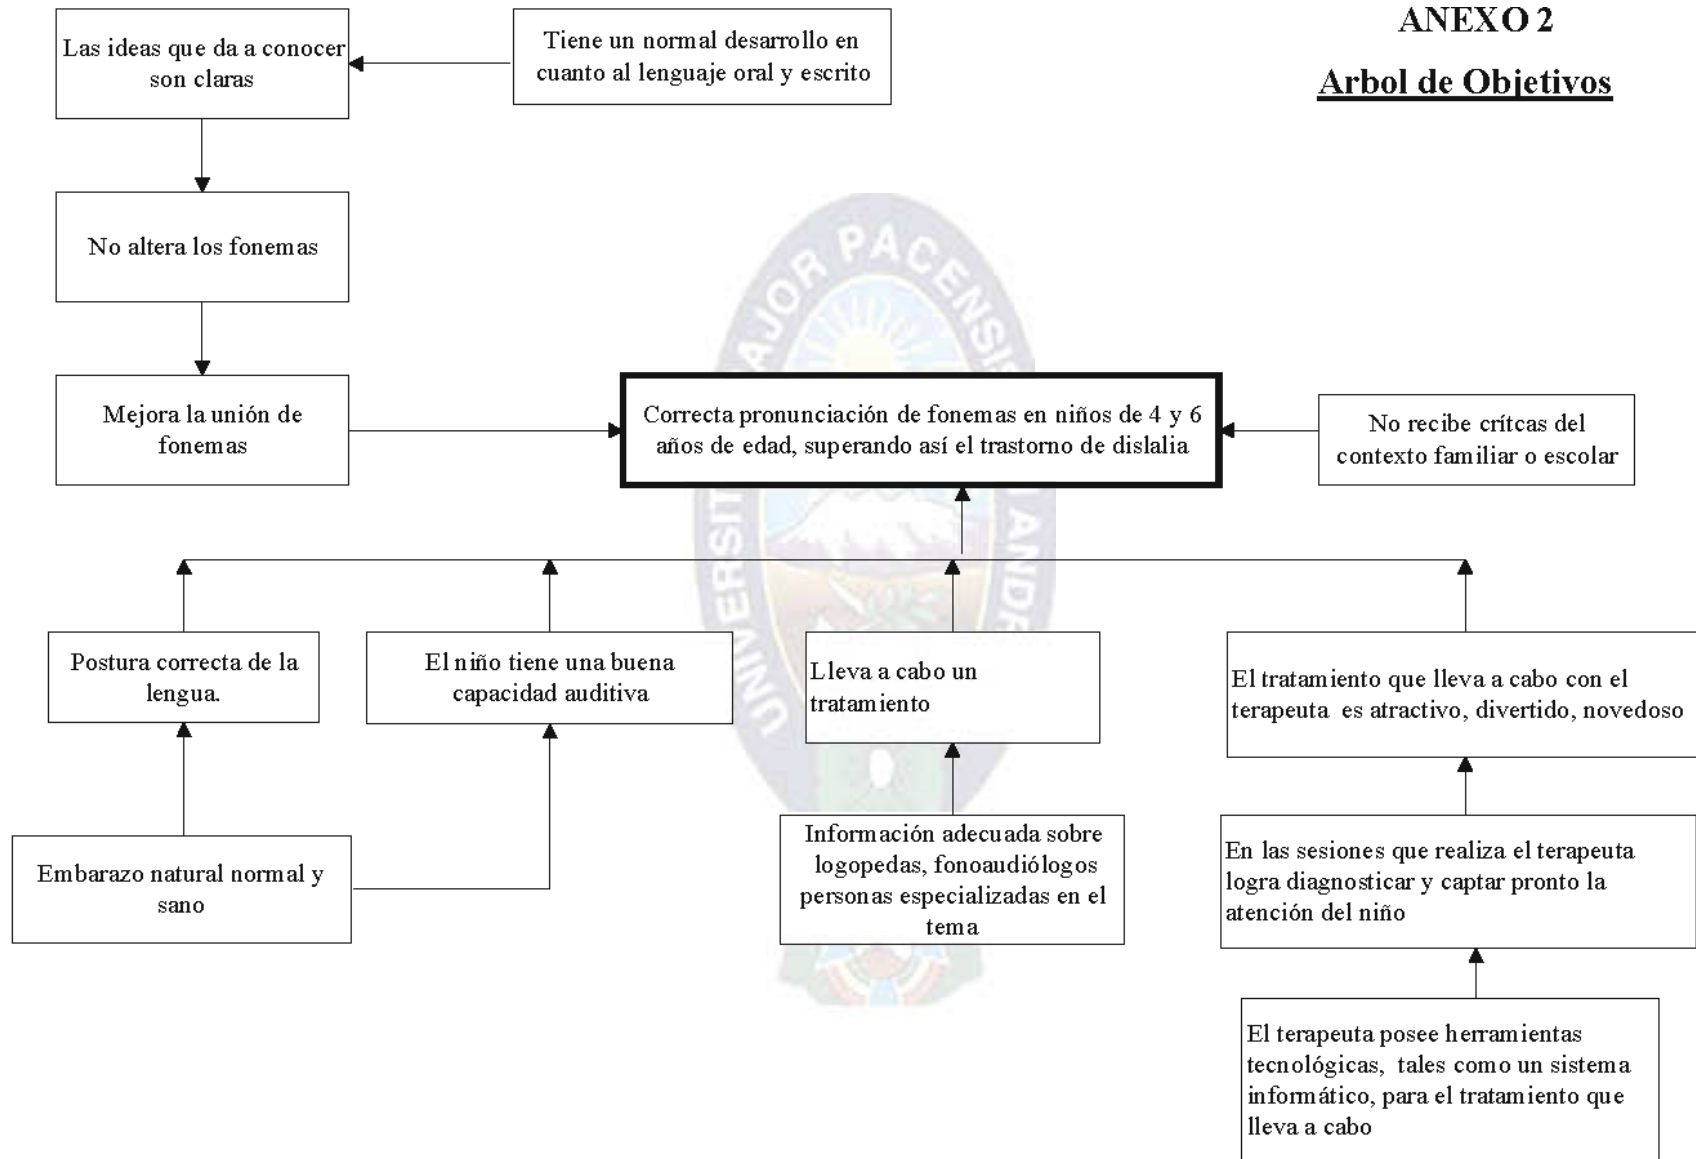 ANEXO 2
Arbol de Objetivos
Las ideas que da a conocer
son claras
Tiene un normal desarrollo en
cuanto al lenguaje oral y escrito
No altera los fonemas
Mejora la unión de
fonemas
Correcta pronunciación de fonemas en niños de 4 y 6
años de edad, superando así el trastorno de dislalia
No recibe crítcas del
contexto familiar o escolar
Postura correcta de la
lengua.
El niño tiene una buena
capacidad auditiva
Lleva a cabo un
tratamiento
El tratamiento que lleva a cabo con el
terapeuta es atractivo, divertido, novedoso
Embarazo natural normal y
sano
Información adecuada sobre
logopedas, fonoaudiólogos
personas especializadas en el
tema
En las sesiones que realiza el terapeuta
logra diagnosticar y captar pronto la
atención del niño
El terapeuta posee herramientas
tecnológicas, tales como un sistema
informático, para el tratamiento que
lleva a cabo